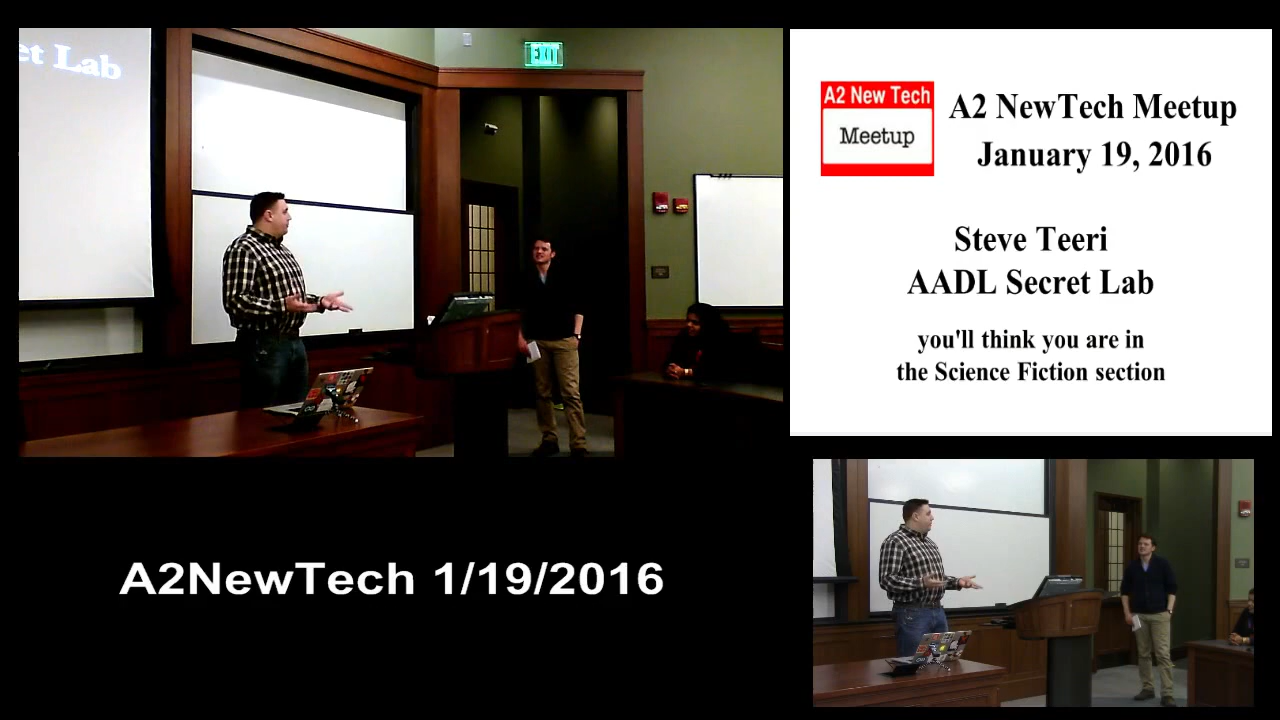 et Lab
EXIT
A2 New Tech
Meetup
A2 NewTech Meetup
January 19, 2016
Steve Teeri
AADL Secret Lab
you'll think you are in
the Science Fiction section
A2NewTech 1/19/2016